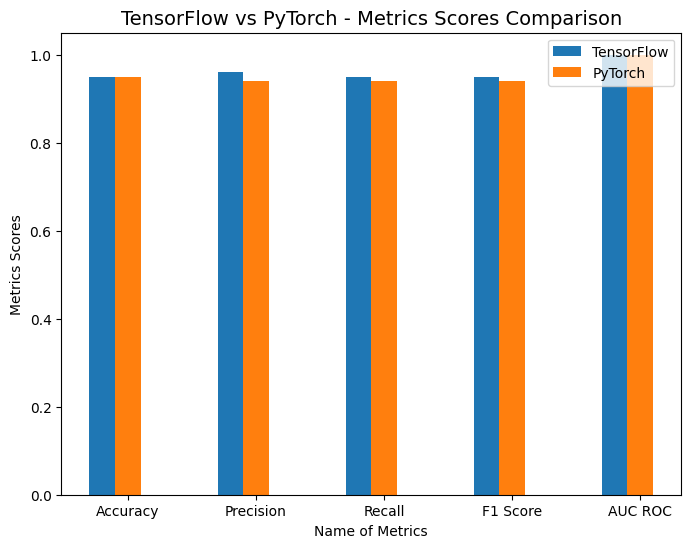 TensorFlow vs PyTorch - Metrics Scores Comparison
TensorFlow
PyTorch
Metrics Scores
1.0
0.8
0.6
0.4
0.2
0.0
Accuracy Precision Recall F1 Score AUC ROC
Name of Metrics